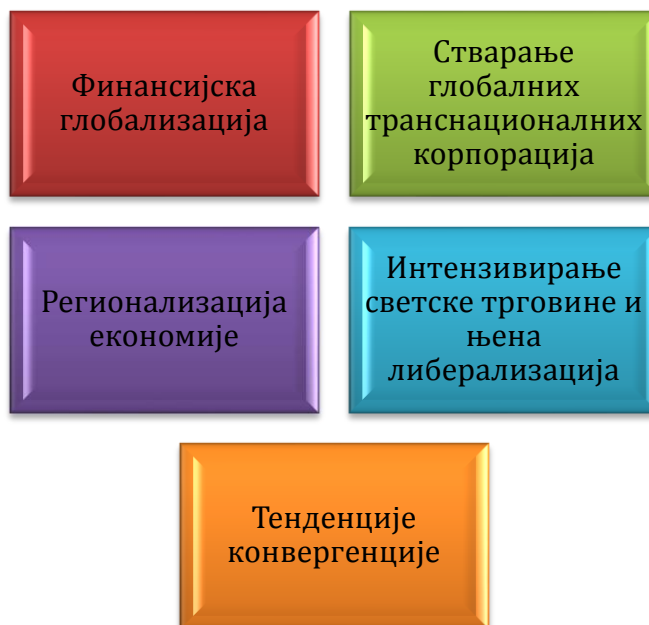 Финансијска
глобализација
Стварање
глобалних
транснационалних
корпорација
Регионализација
економије
Интензивирање
светске трговине и
њена
либерализација
Тенденције
конвергенције